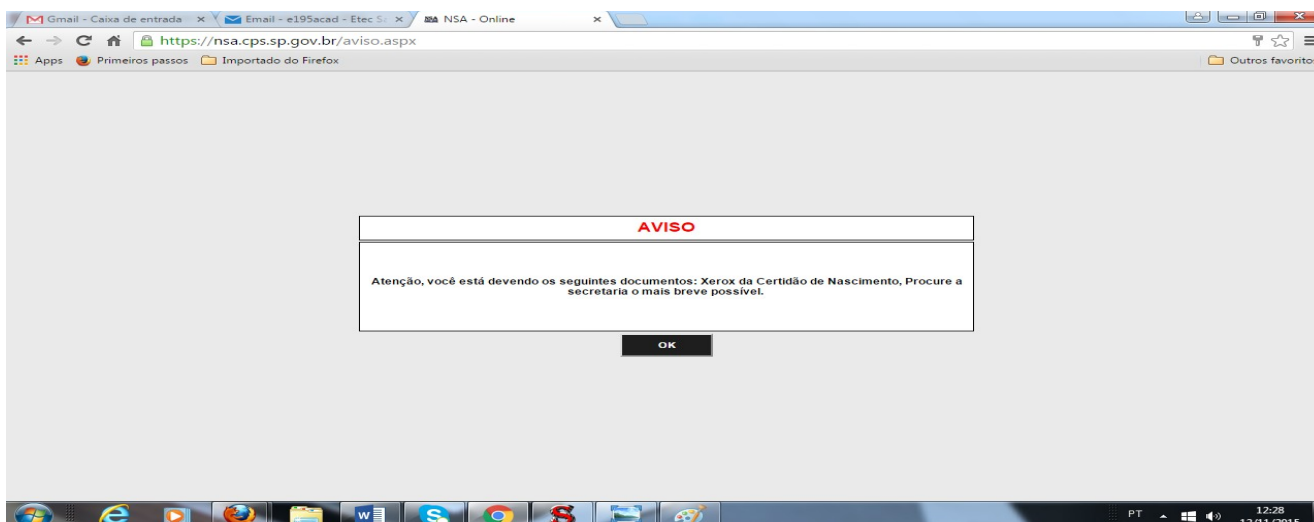 Gmail - Caixa de entrada
Email - e195acad - Etec Sa
NSA - Online
https://nsa.cps.sp.gov.br/aviso.aspx
Apps
Primeiros passos
Importado do Firefox
Outros favorito
AVISO
Atenção, você está devendo os seguintes documentos: Xerox da Certidão de Nascimento, Procure a
secretaria o mais breve possível.
OK
PT
12:28